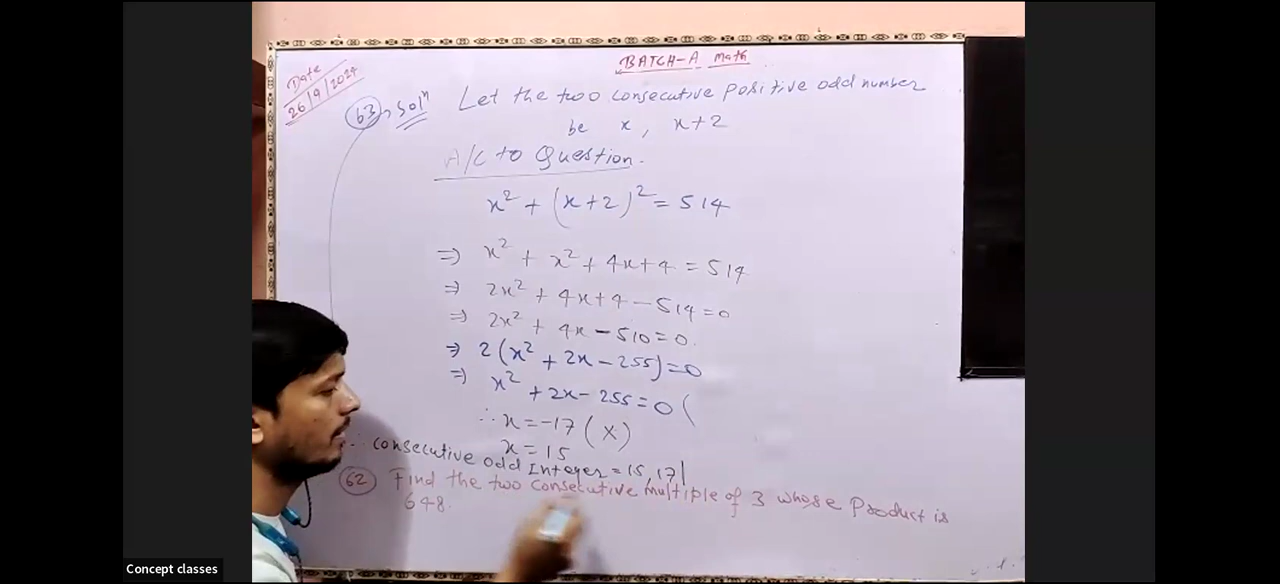 BATCH-A Math
Date
26/9/2024
63 → Solⁿ Let the two consecutive positive odd number
be x, x+2
A/C to Question.
x² + (x+2)² = 514
⇒ x² + x² + 4x+4 = 514
⇒ 2x² + 4x+4 - 514=0
⇒ 2x² + 4x - 510=0.
⇒ 2(x² + 2x - 255)=0
⇒ x² + 2x - 255=0 (
∴ x = -17 (×)
x = 15
∴ consecutive odd Integer = 15, 17|
62 Find the two consecutive multiple of 3 whose Product is
648.
Concept classes